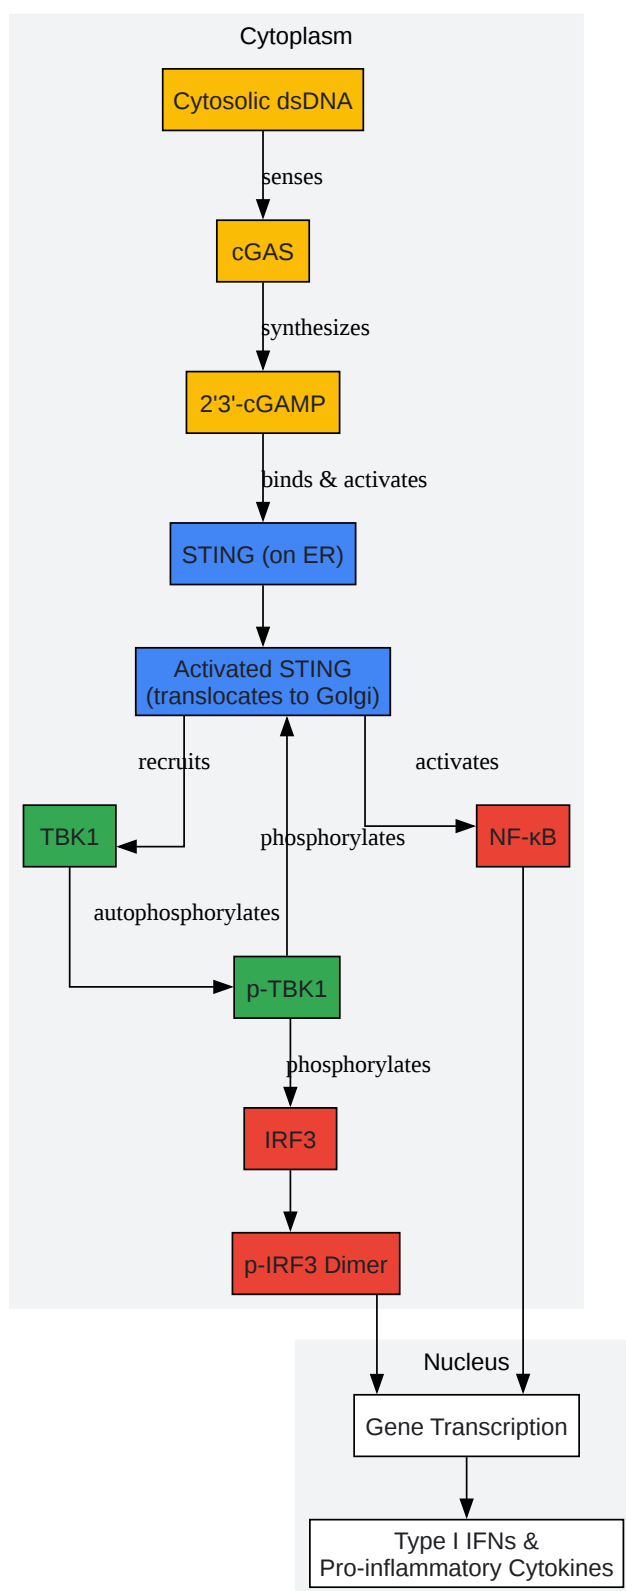 Cytoplasm
Cytosolic dsDNA
senses
cGAS
synthesizes
2'3'-cGAMP
binds & activates
STING (on ER)
Activated STING
(translocates to Golgi)
recruits
activates
TBK1
phosphorylates
NF-κB
autophosphorylates
p-TBK1
phosphorylates
IRF3
p-IRF3 Dimer
Nucleus
Gene Transcription
Type I IFNs &
Pro-inflammatory Cytokines